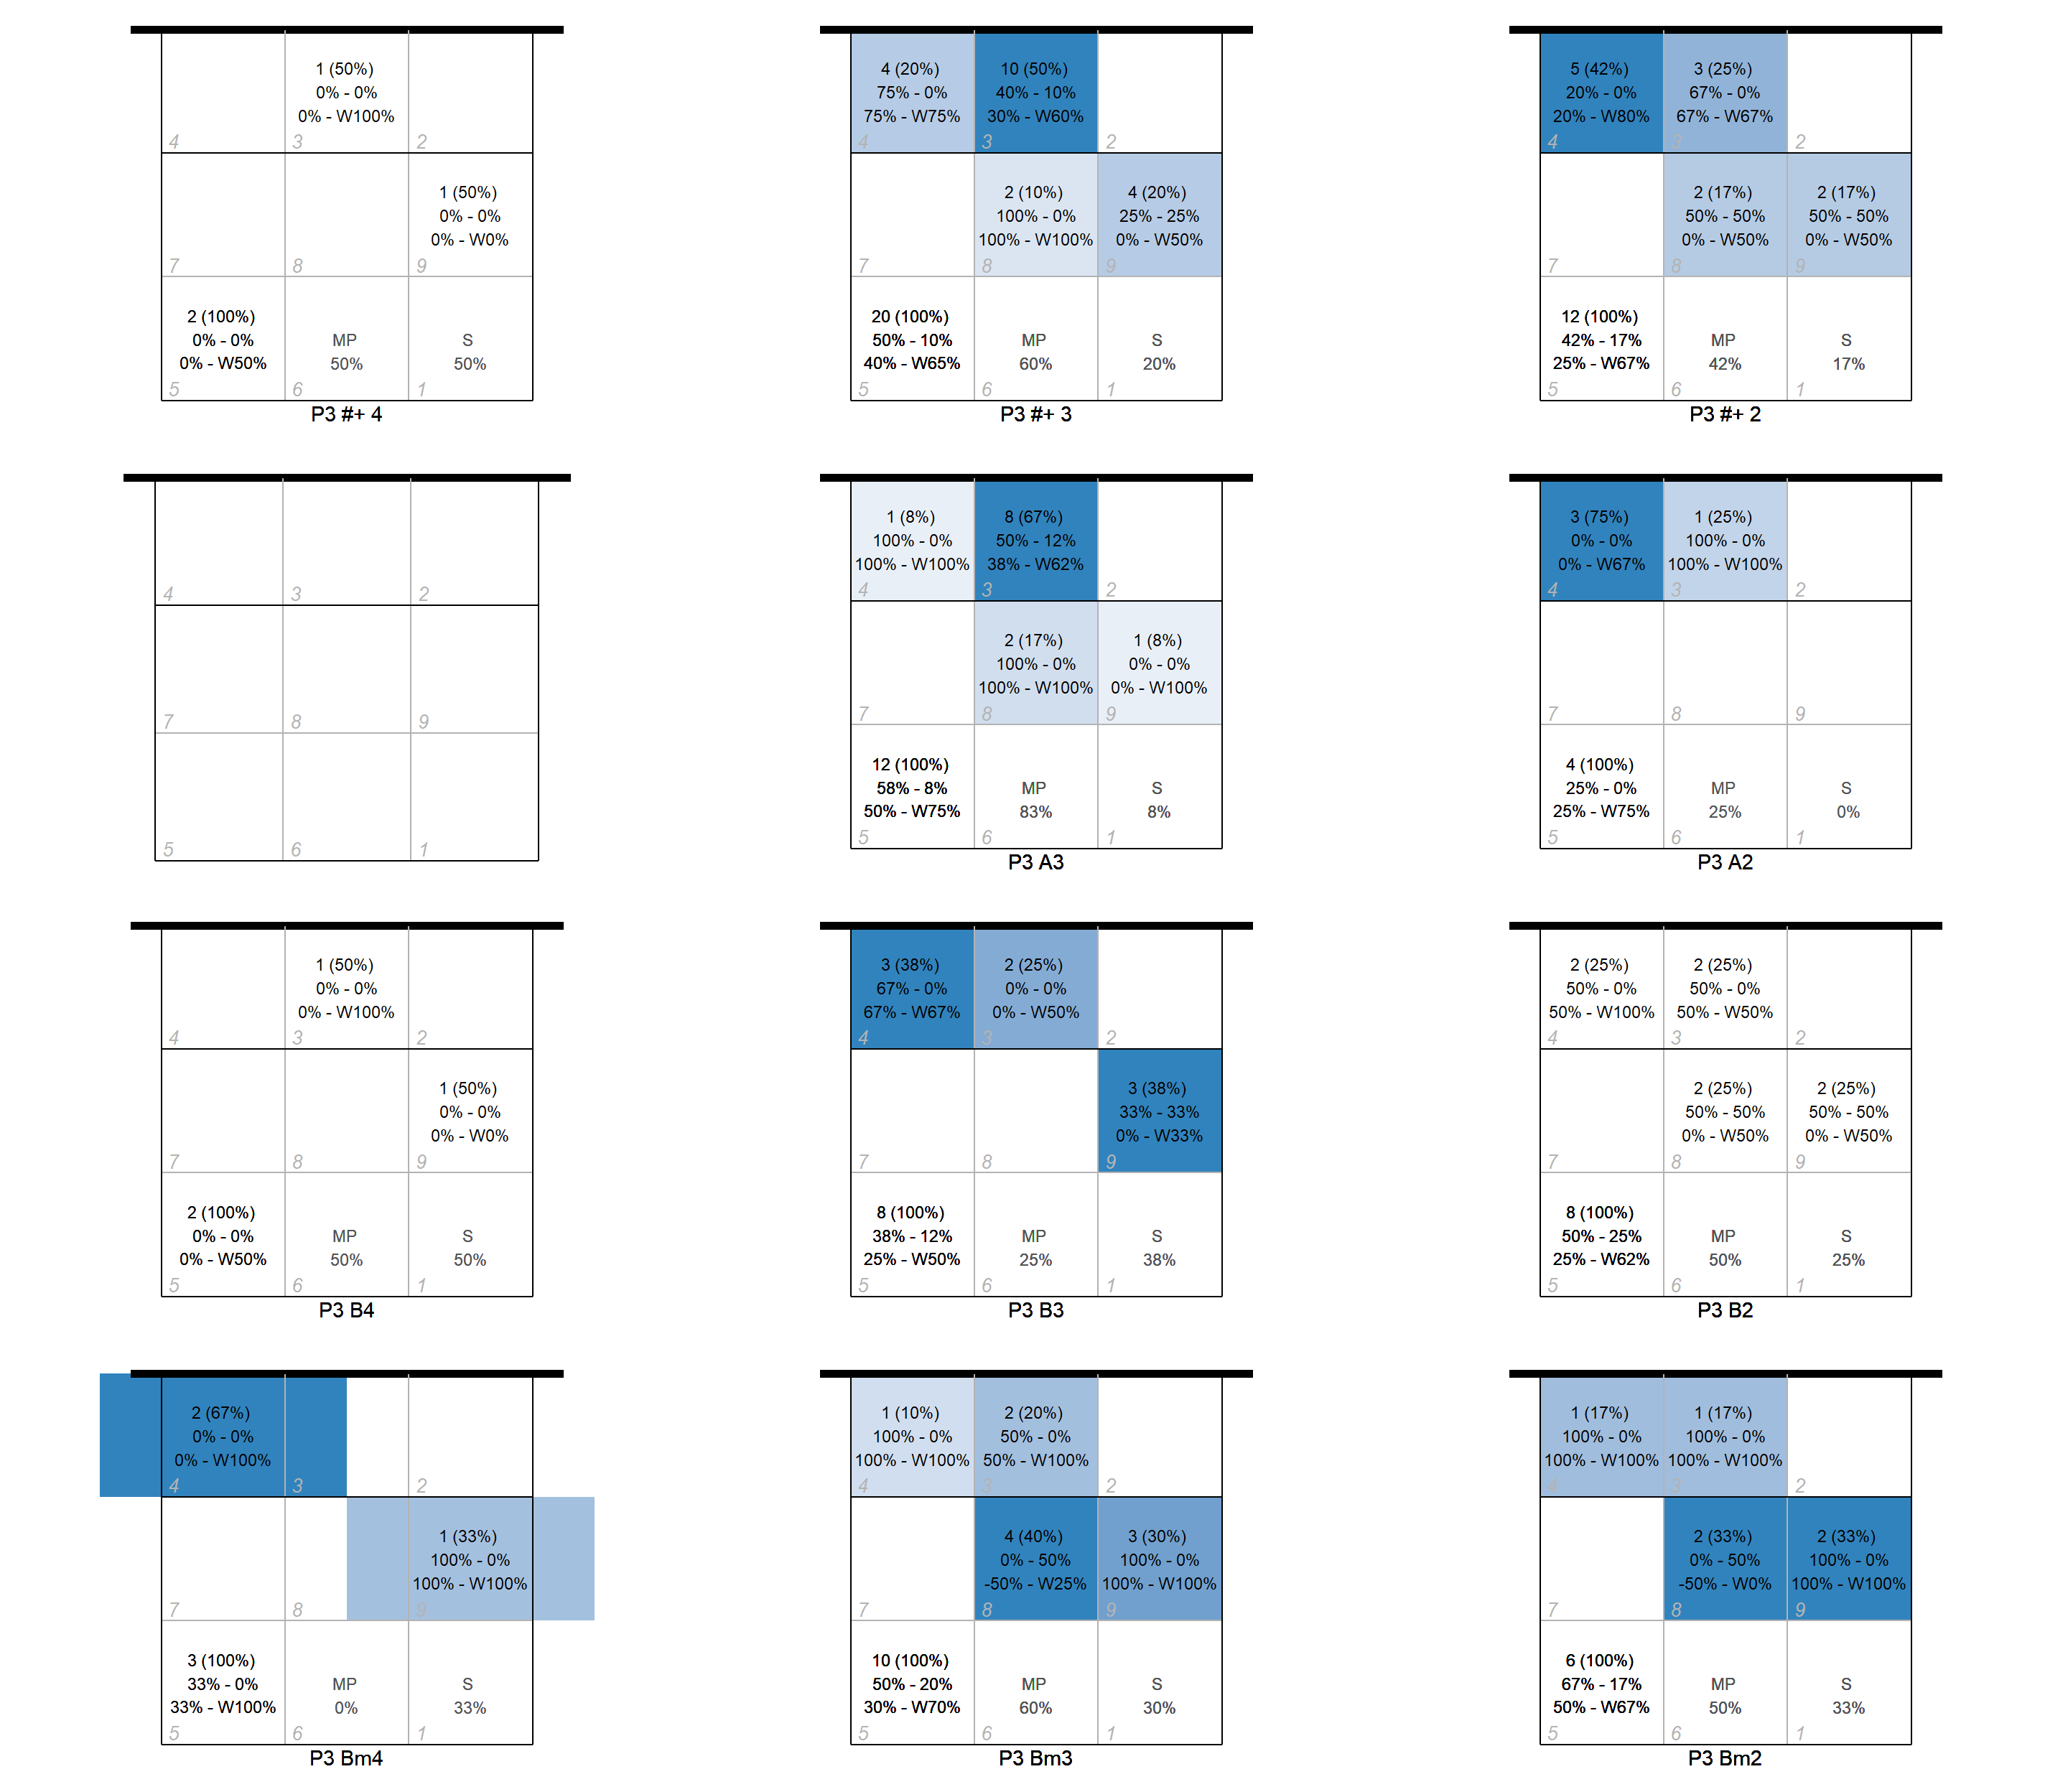 1 (50%)
0% - 0%
0% - W100%
4 3 2
1 (50%)
0% - 0%
0% - W0%
7 8 9
2 (100%)
0% - 0% MP S
0% - W50% 50% 50%
5 6 1
P3 #+ 4
4 (20%) 10 (50%)
75% - 0% 40% - 10%
75% - W75% 30% - W60%
4 3 2
2 (10%) 4 (20%)
100% - 0% 25% - 25%
100% - W100% 0% - W50%
7 8 9
20 (100%)
50% - 10% MP S
40% - W65% 60% 20%
5 6 1
P3 #+ 3
5 (42%) 3 (25%)
20% - 0% 67% - 0%
20% - W80% 67% - W67%
4 3 2
2 (17%) 2 (17%)
50% - 50% 50% - 50%
0% - W50% 0% - W50%
7 8 9
12 (100%)
42% - 17% MP S
25% - W67% 42% 17%
5 6 1
P3 #+ 2
4 3 2
7 8 9
5 6 1
1 (8%) 8 (67%)
100% - 0% 50% - 12%
100% - W100% 38% - W62%
4 3 2
2 (17%) 1 (8%)
100% - 0% 0% - 0%
100% - W100% 0% - W100%
7 8 9
12 (100%)
58% - 8% MP S
50% - W75% 83% 8%
5 6 1
P3 A3
3 (75%) 1 (25%)
0% - 0% 100% - 0%
0% - W67% 100% - W100%
4 3 2
7 8 9
4 (100%)
25% - 0% MP S
25% - W75% 25% 0%
5 6 1
P3 A2
1 (50%)
0% - 0%
0% - W100%
4 3 2
1 (50%)
0% - 0%
0% - W0%
7 8 9
2 (100%)
0% - 0% MP S
0% - W50% 50% 50%
5 6 1
P3 B4
3 (38%) 2 (25%)
67% - 0% 0% - 0%
67% - W67% 0% - W50%
4 3 2
3 (38%)
33% - 33%
0% - W33%
7 8 9
8 (100%)
38% - 12% MP S
25% - W50% 25% 38%
5 6 1
P3 B3
2 (25%) 2 (25%)
50% - 0% 50% - 0%
50% - W100% 50% - W50%
4 3 2
2 (25%) 2 (25%)
50% - 50% 50% - 50%
0% - W50% 0% - W50%
7 8 9
8 (100%)
50% - 25% MP S
25% - W62% 50% 25%
5 6 1
P3 B2
2 (67%)
0% - 0%
0% - W100%
4 3 2
1 (33%)
100% - 0%
100% - W100%
7 8 9
3 (100%)
33% - 0% MP S
33% - W100% 0% 33%
5 6 1
P3 Bm4
1 (10%) 2 (20%)
100% - 0% 50% - 0%
100% - W100% 50% - W100%
4 3 2
4 (40%) 3 (30%)
0% - 50% 100% - 0%
-50% - W25% 100% - W100%
7 8 9
10 (100%)
50% - 20% MP S
30% - W70% 60% 30%
5 6 1
P3 Bm3
1 (17%) 1 (17%)
100% - 0% 100% - 0%
100% - W100% 100% - W100%
4 3 2
2 (33%) 2 (33%)
0% - 50% 100% - 0%
-50% - W0% 100% - W100%
7 8 9
6 (100%)
67% - 17% MP S
50% - W67% 50% 33%
5 6 1
P3 Bm2